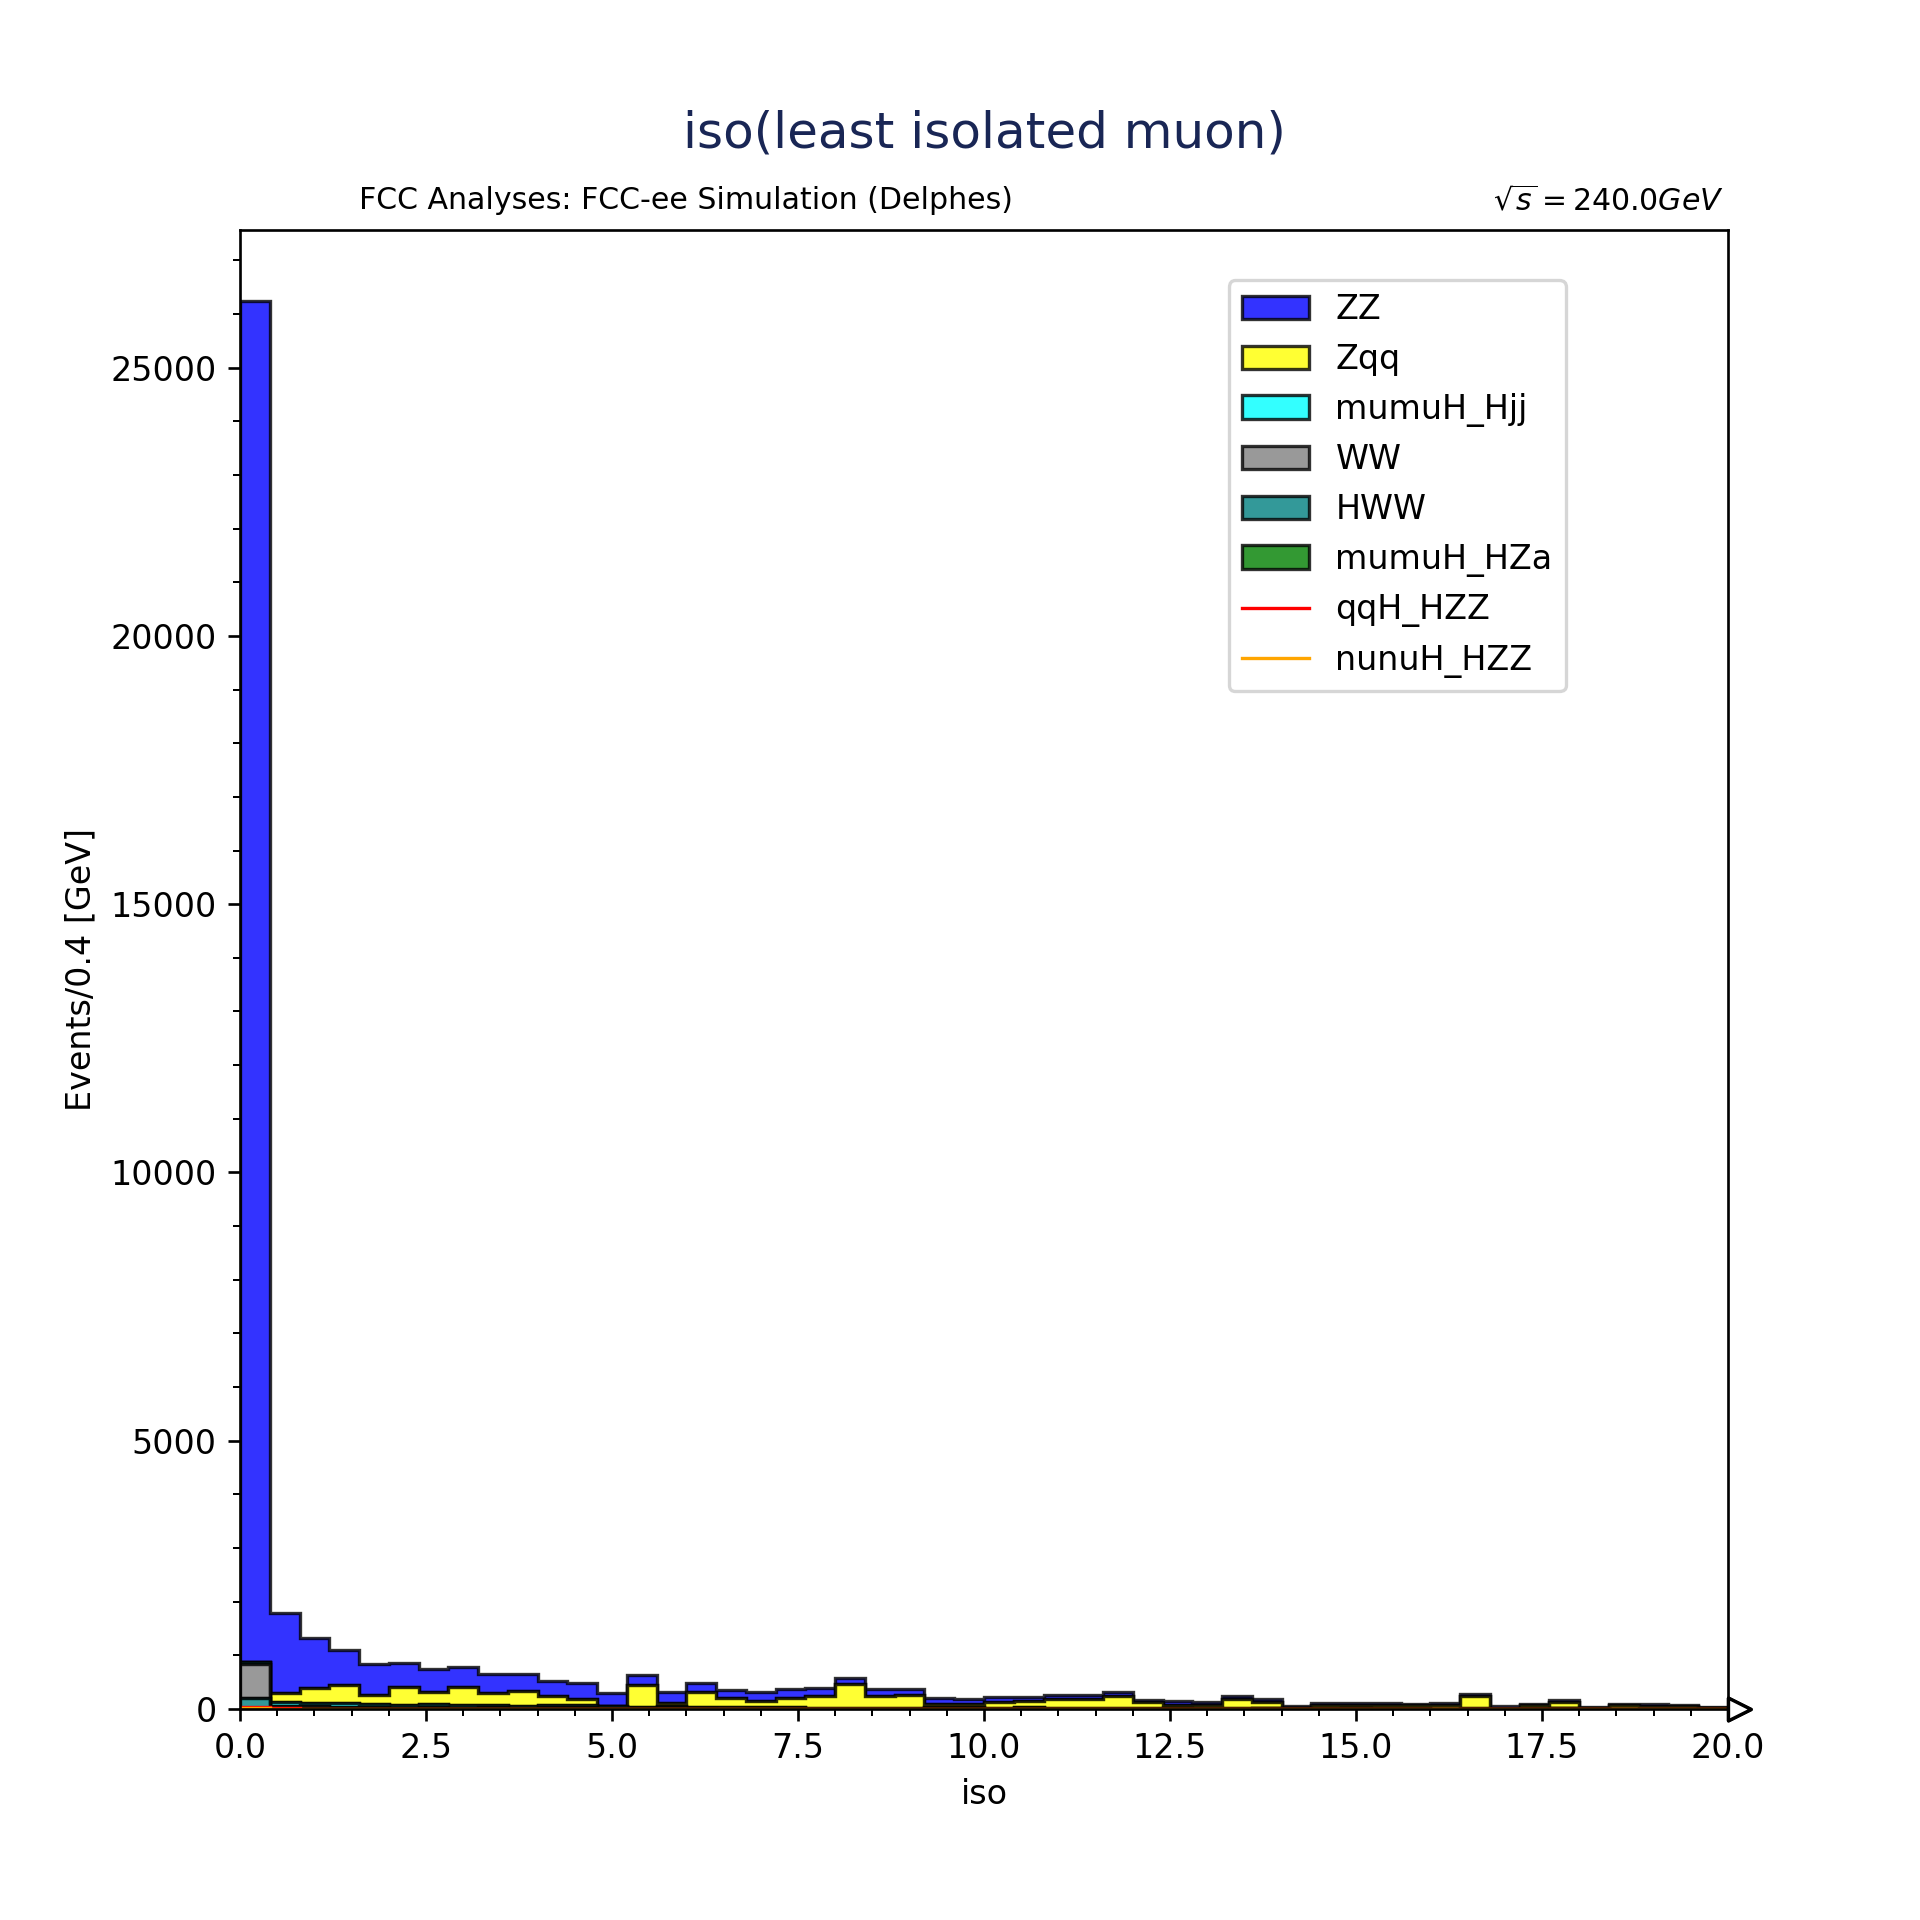 iso(least isolated muon)
FCC Analyses: FCC-ee Simulation (Delphes)
√s = 240.0GeV
ZZ
Zqq
mumuH_Hjj
WW
HWW
mumuH_HZa
qqH_HZZ
nunuH_HZZ
Events/0.4 [GeV]
25000
20000
15000
10000
5000
0
0.0 2.5 5.0 7.5 10.0 12.5 15.0 17.5 20.0
iso